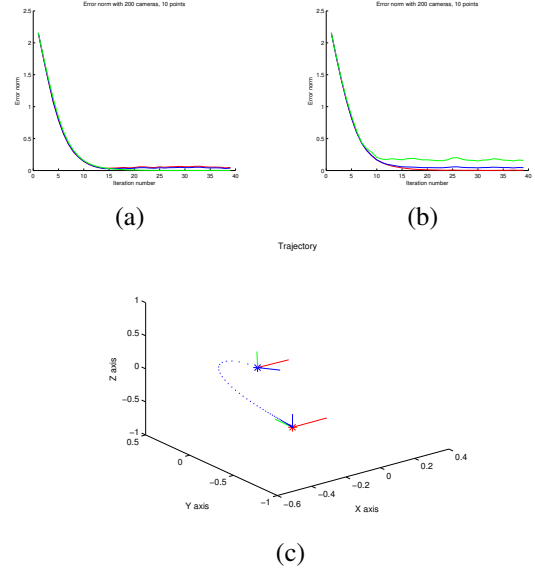 Error norm with 200 cameras, 10 points
2.5
2
1.5
1
0.5
0
Error norm
0 5 10 15 20 25 30 35 40
Iteration number
(a)
Error norm with 200 cameras, 10 points
2.5
2
1.5
1
0.5
0
Error norm
0 5 10 15 20 25 30 35 40
Iteration number
(b)
Trajectory
1
0.5
0
−0.5
−1
Z axis
0.5
0
−0.5
−1
Y axis
−0.6
−0.4
−0.2
0
0.2
0.4
X axis
(c)